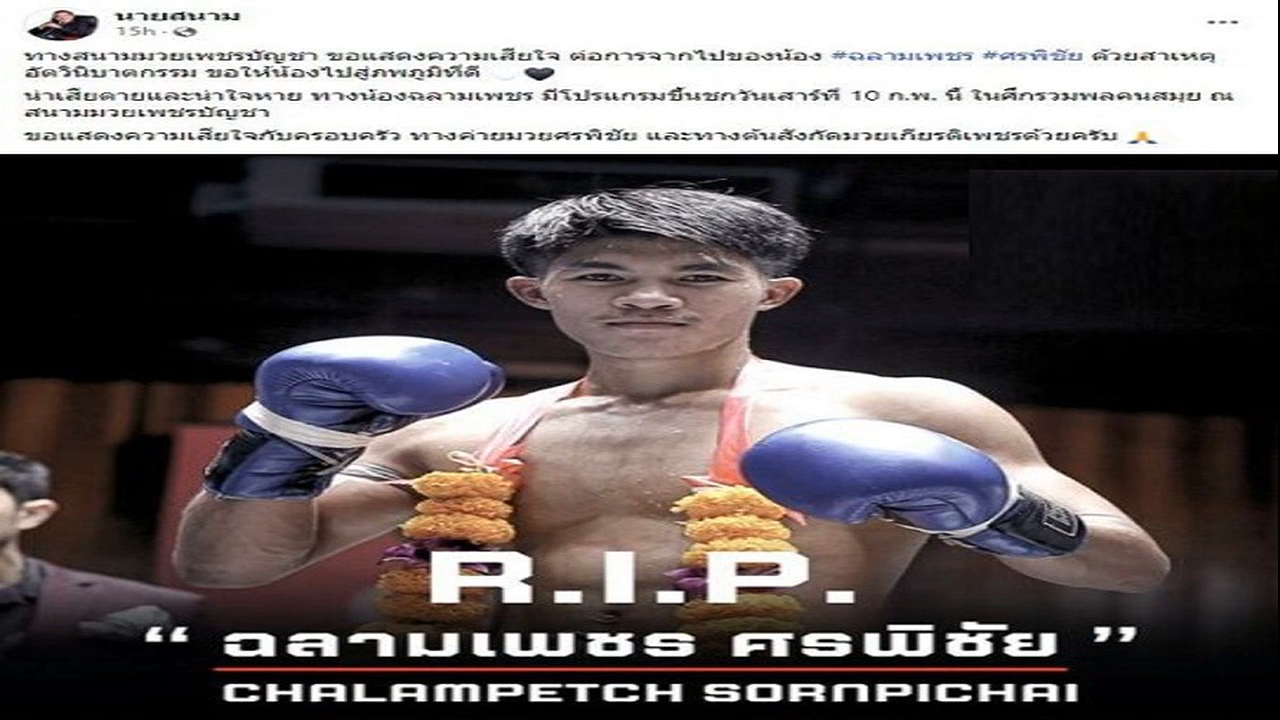 นายสนาม
15h ·
ทางสนามมวยเพชรบัญชา ขอแสดงความเสียใจ ต่อการจากไปของน้อง #ฉลามเพชร #ศรพิชัย ด้วยสาเหตุ
อัตวินิบาตกรรม ขอให้น้องไปสู่ภพภูมิที่ดี
น่าเสียดายและน่าใจหาย ทางน้องฉลามเพชร มีโปรแกรมขึ้นชกวันเสาร์ที่ 10 ก.พ. นี้ ในศึกรวมพลคนสมุย ณ
สนามมวยเพชรบัญชา
ขอแสดงความเสียใจกับครอบครัว ทางค่ายมวยศรพิชัย และทางต้นสังกัดมวยเกียรติเพชรด้วยครับ 🙏
R.I.P.
“ ฉลามเพชร ศรพิชัย ”
CHALAMPETCH SORNPICHAI